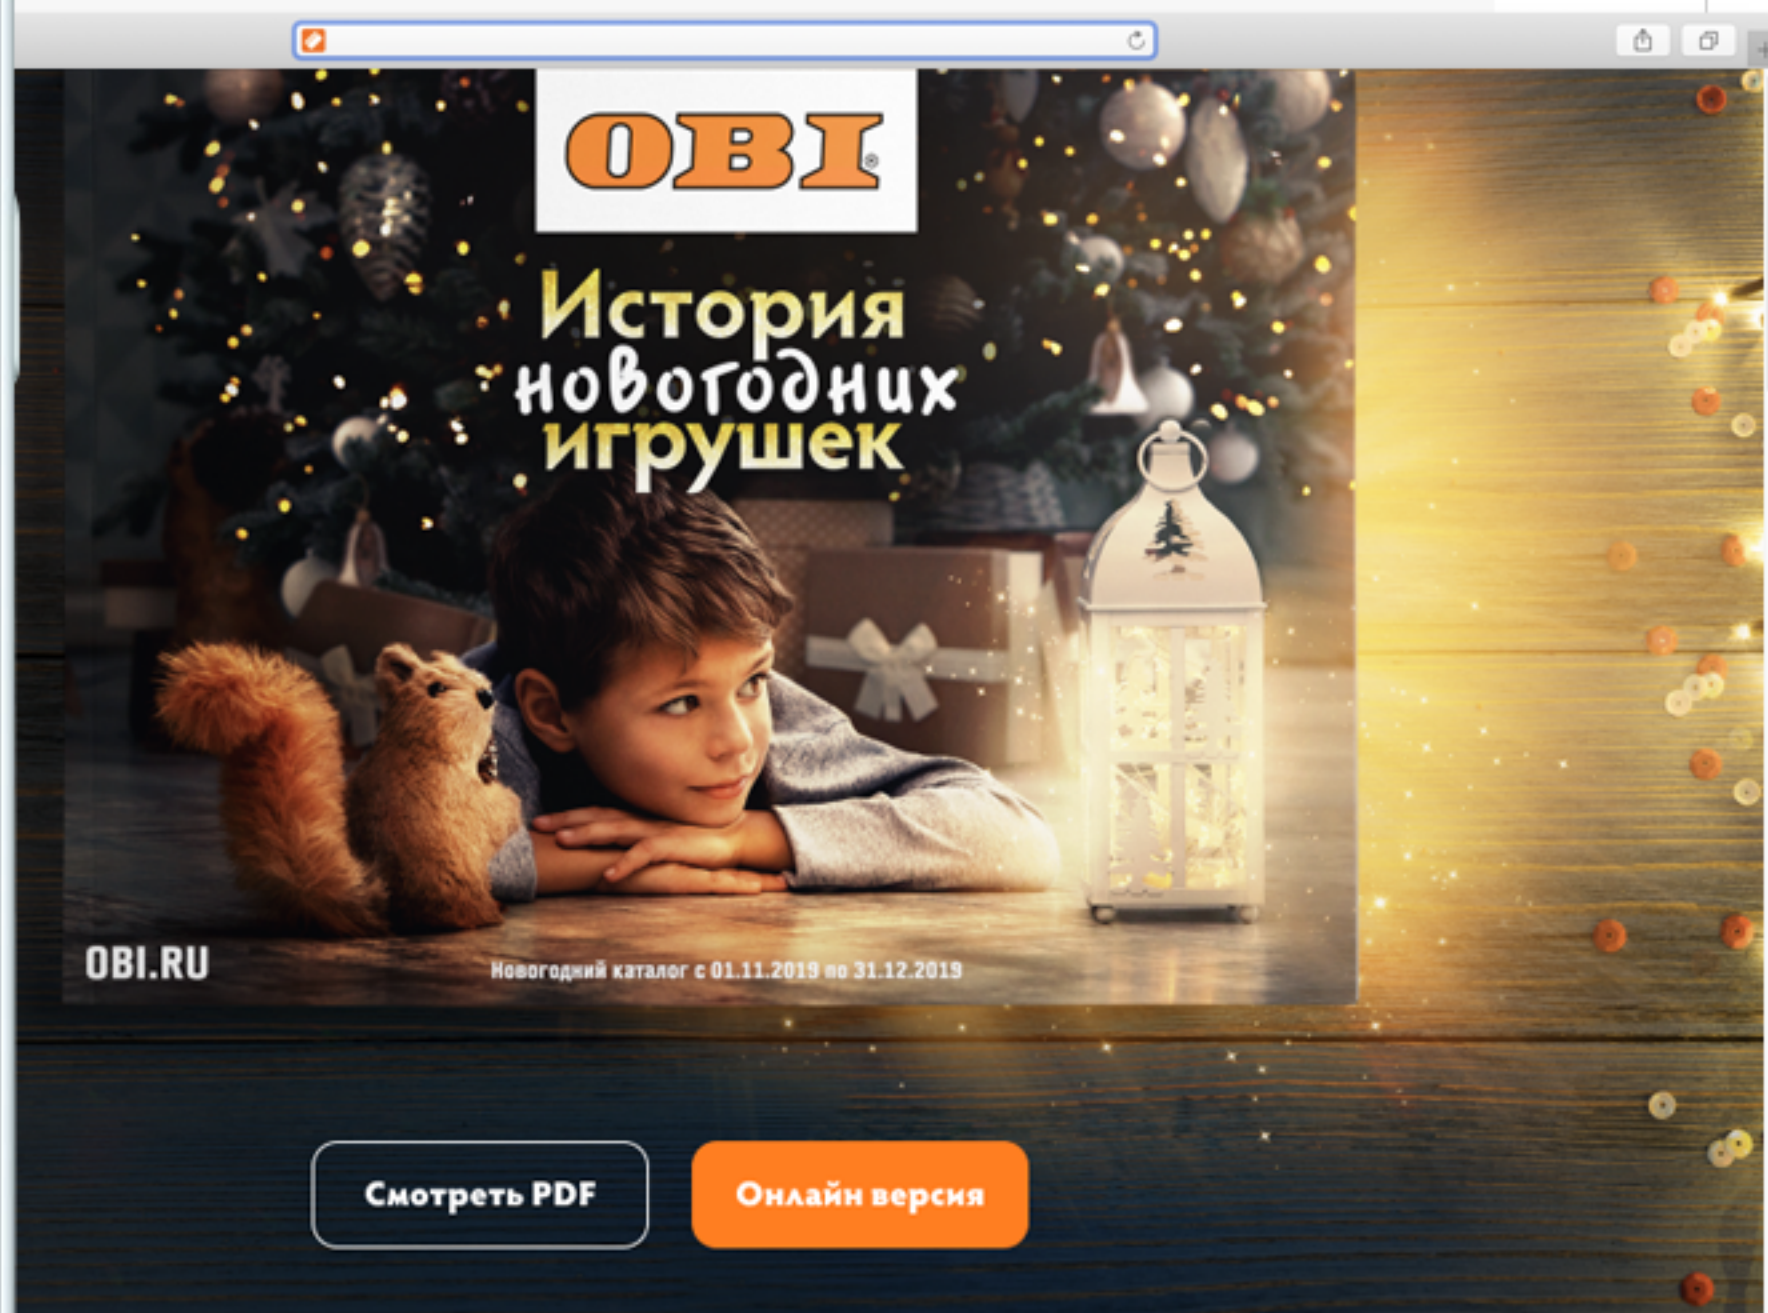 OBI®
История
новогодних
игрушек
OBI.RU
Новогодний каталог с 01.11.2019 по 31.12.2019
Смотреть PDF
Онлайн версия